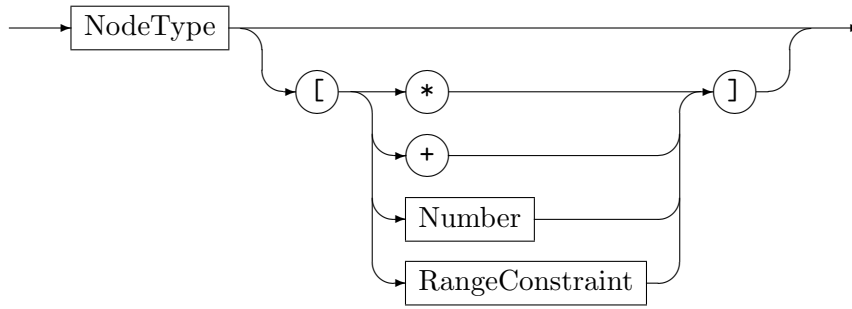 NodeType
[ * ]
+
Number
RangeConstraint